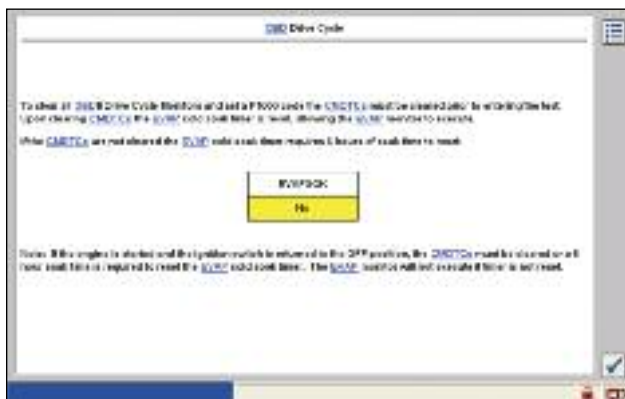 OBD Drive Cycle
To clear all OBD II Drive Cycle Monitors and set a P1000 code the CMDTCs must be cleared prior to entering the test.
Upon clearing CMDTCs the EVAP cold soak timer is reset, allowing the EVAP monitor to execute.
If the CMDTCs are not cleared the EVAP cold soak timer requires 6 hours of soak time to reset.
EVAPSOK
No
Note: If the engine is started and the ignition switch is returned to the OFF position, the CMDTCs must be cleared or a 6
hour soak time is required to reset the EVAP cold soak timer. The EVAP monitor will not execute if timer is not reset.